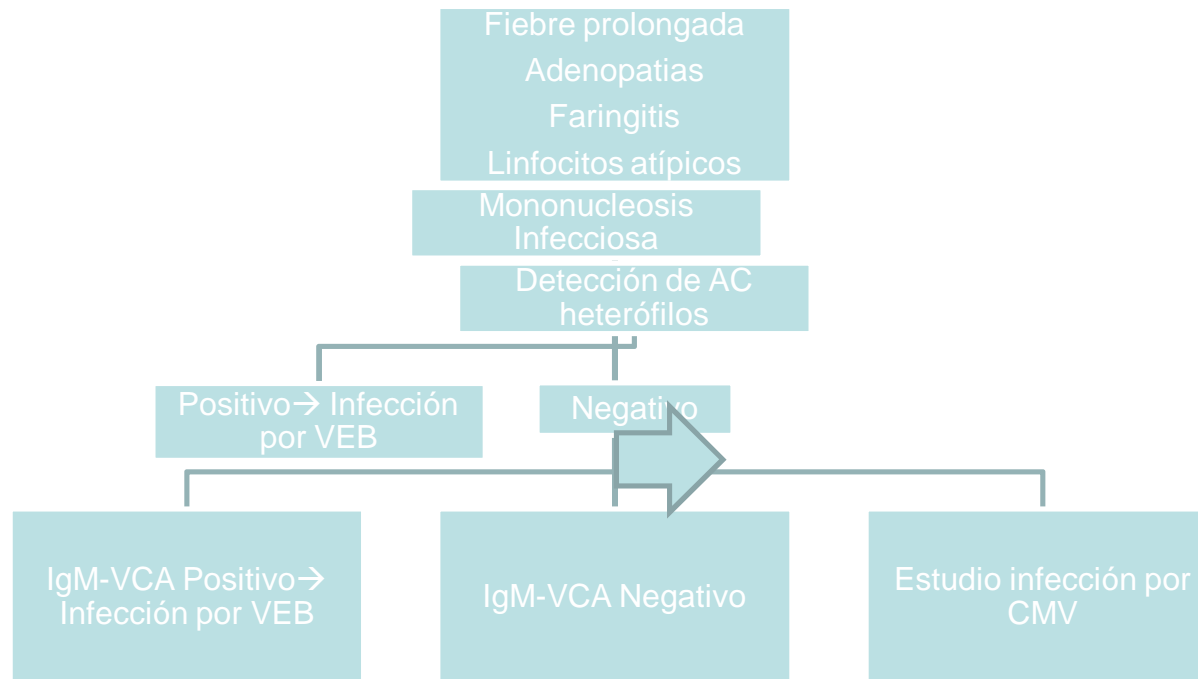 Fiebre prolongada
Adenopatias
Faringitis
Linfocitos atípicos
Mononucleosis
Infecciosa
Detección de AC
heterófilos
Positivo→ Infección
por VEB
Negativo
IgM-VCA Positivo→
Infección por VEB
IgM-VCA Negativo
Estudio infección por
CMV